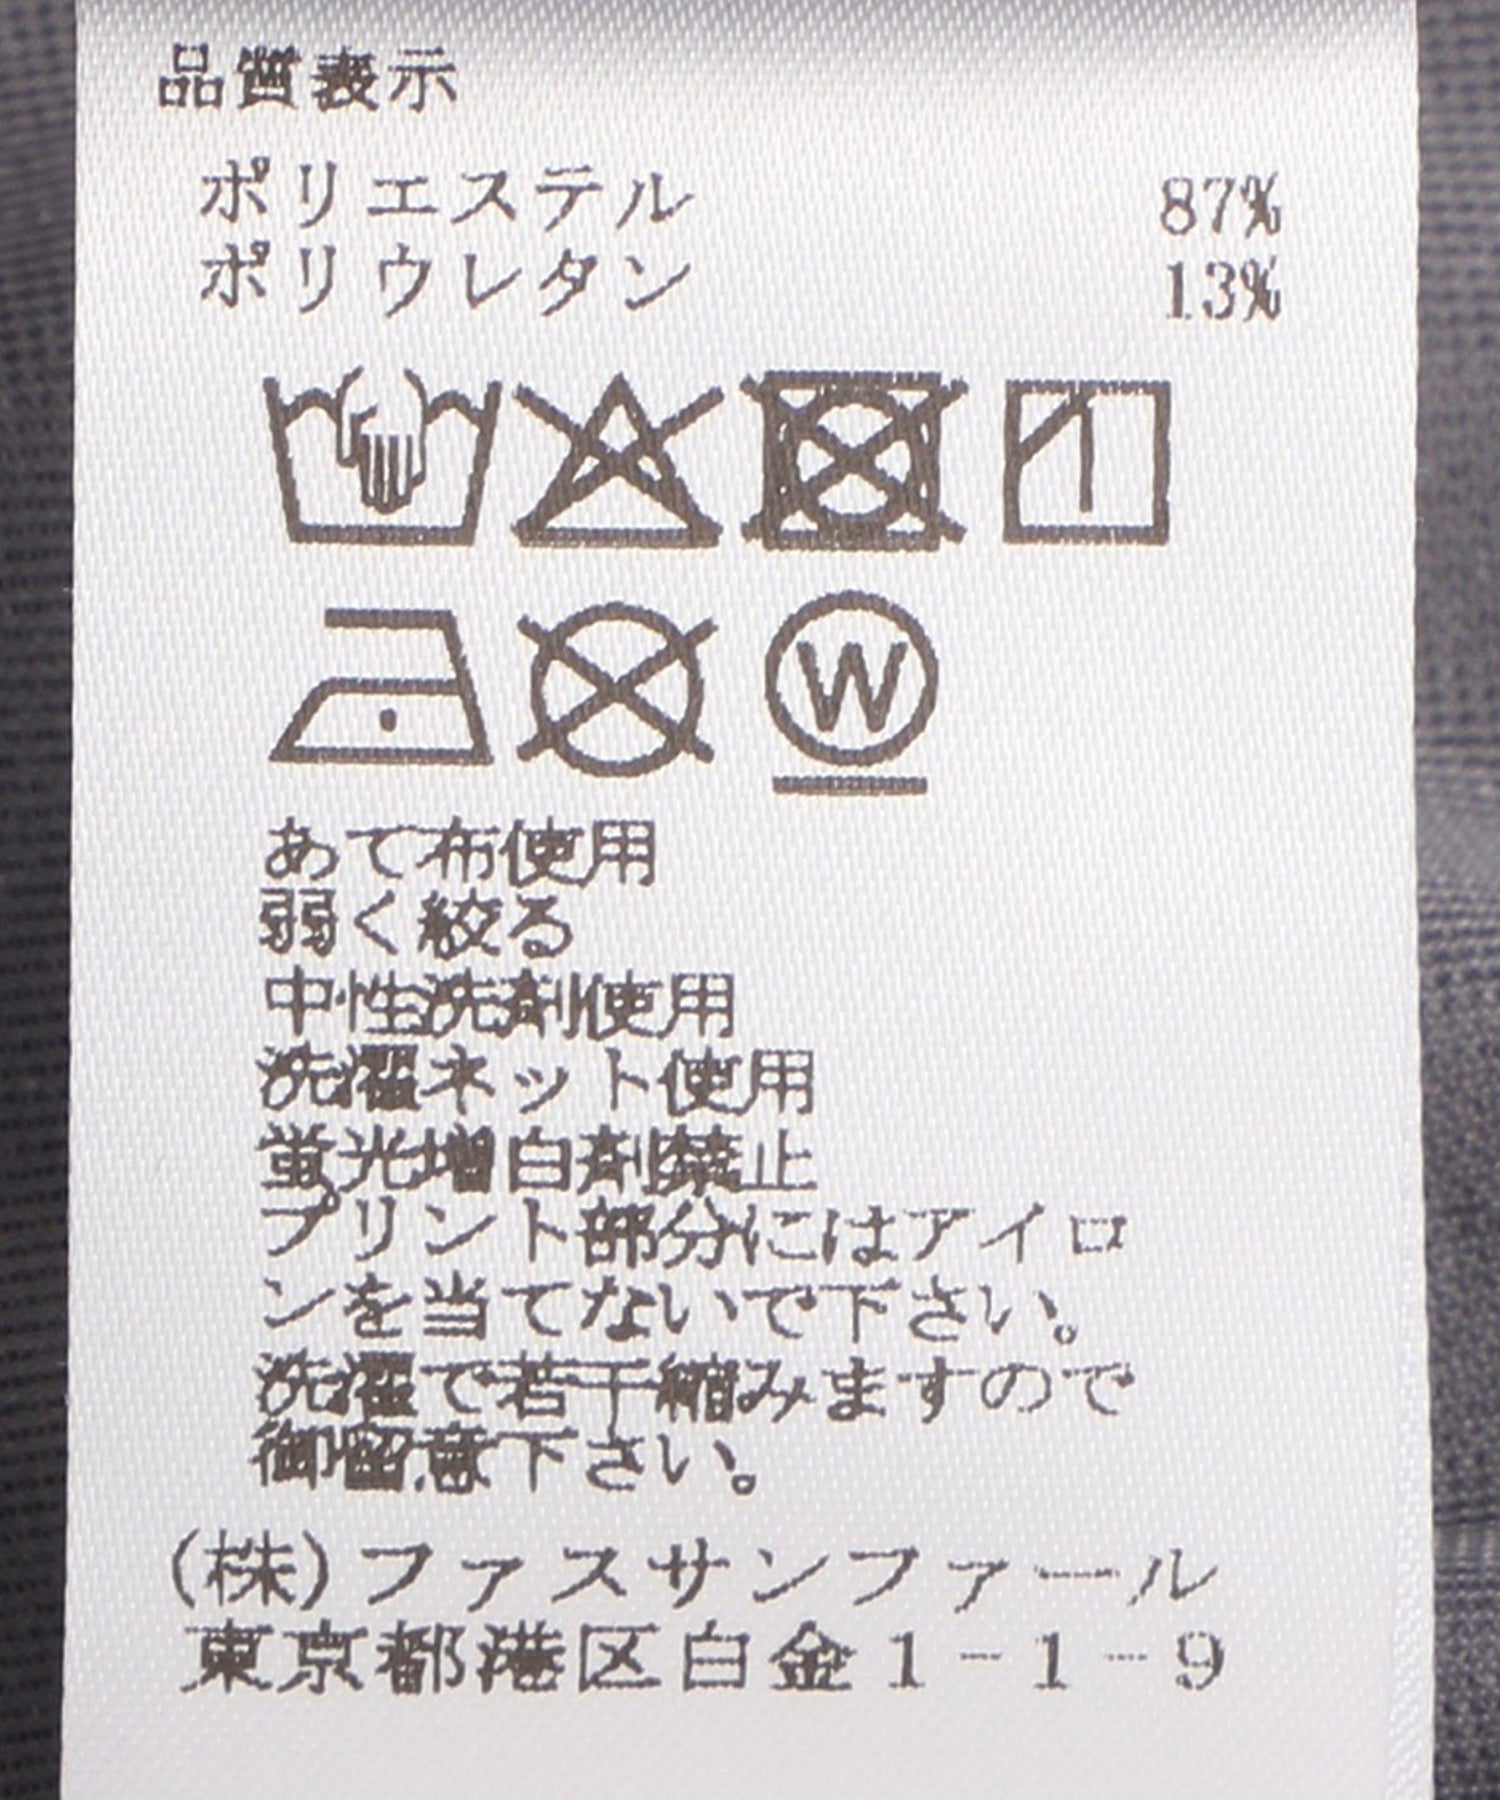 品質表示
ポリエステル 87%
ポリウレタン 13%
W
あて布使用
弱く絞る
中性洗剤使用
洗濯ネット使用
蛍光増白剤禁止
プリント部分にはアイロ
ンを当てないで下さい。
洗濯で若干縮みますので
御留意下さい。
(株)ファスサンファール
東京都港区白金1-1-9